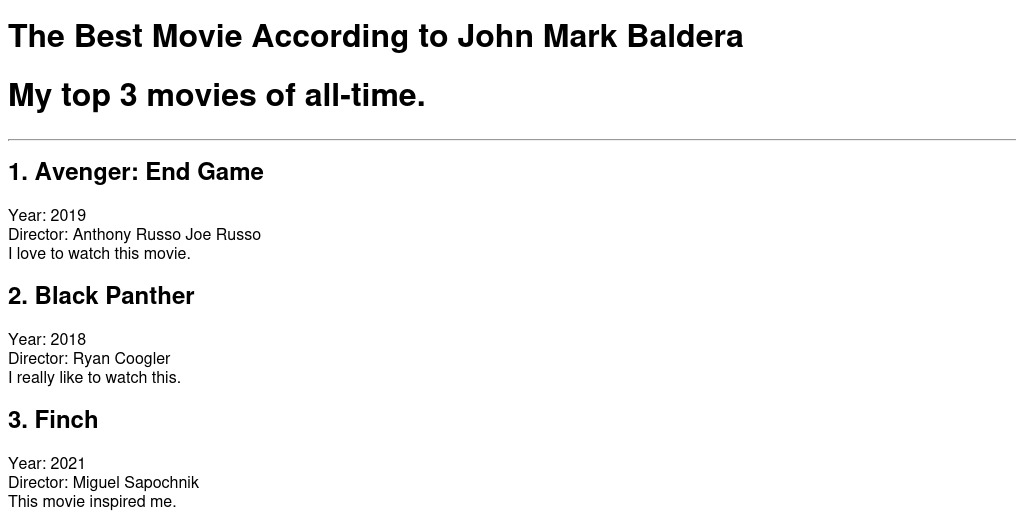 The Best Movie According to John Mark Baldera
My top 3 movies of all-time.
1. Avenger: End Game
Year: 2019
Director: Anthony Russo Joe Russo
I love to watch this movie.
2. Black Panther
Year: 2018
Director: Ryan Coogler
I really like to watch this.
3. Finch
Year: 2021
Director: Miguel Sapochnik
This movie inspired me.